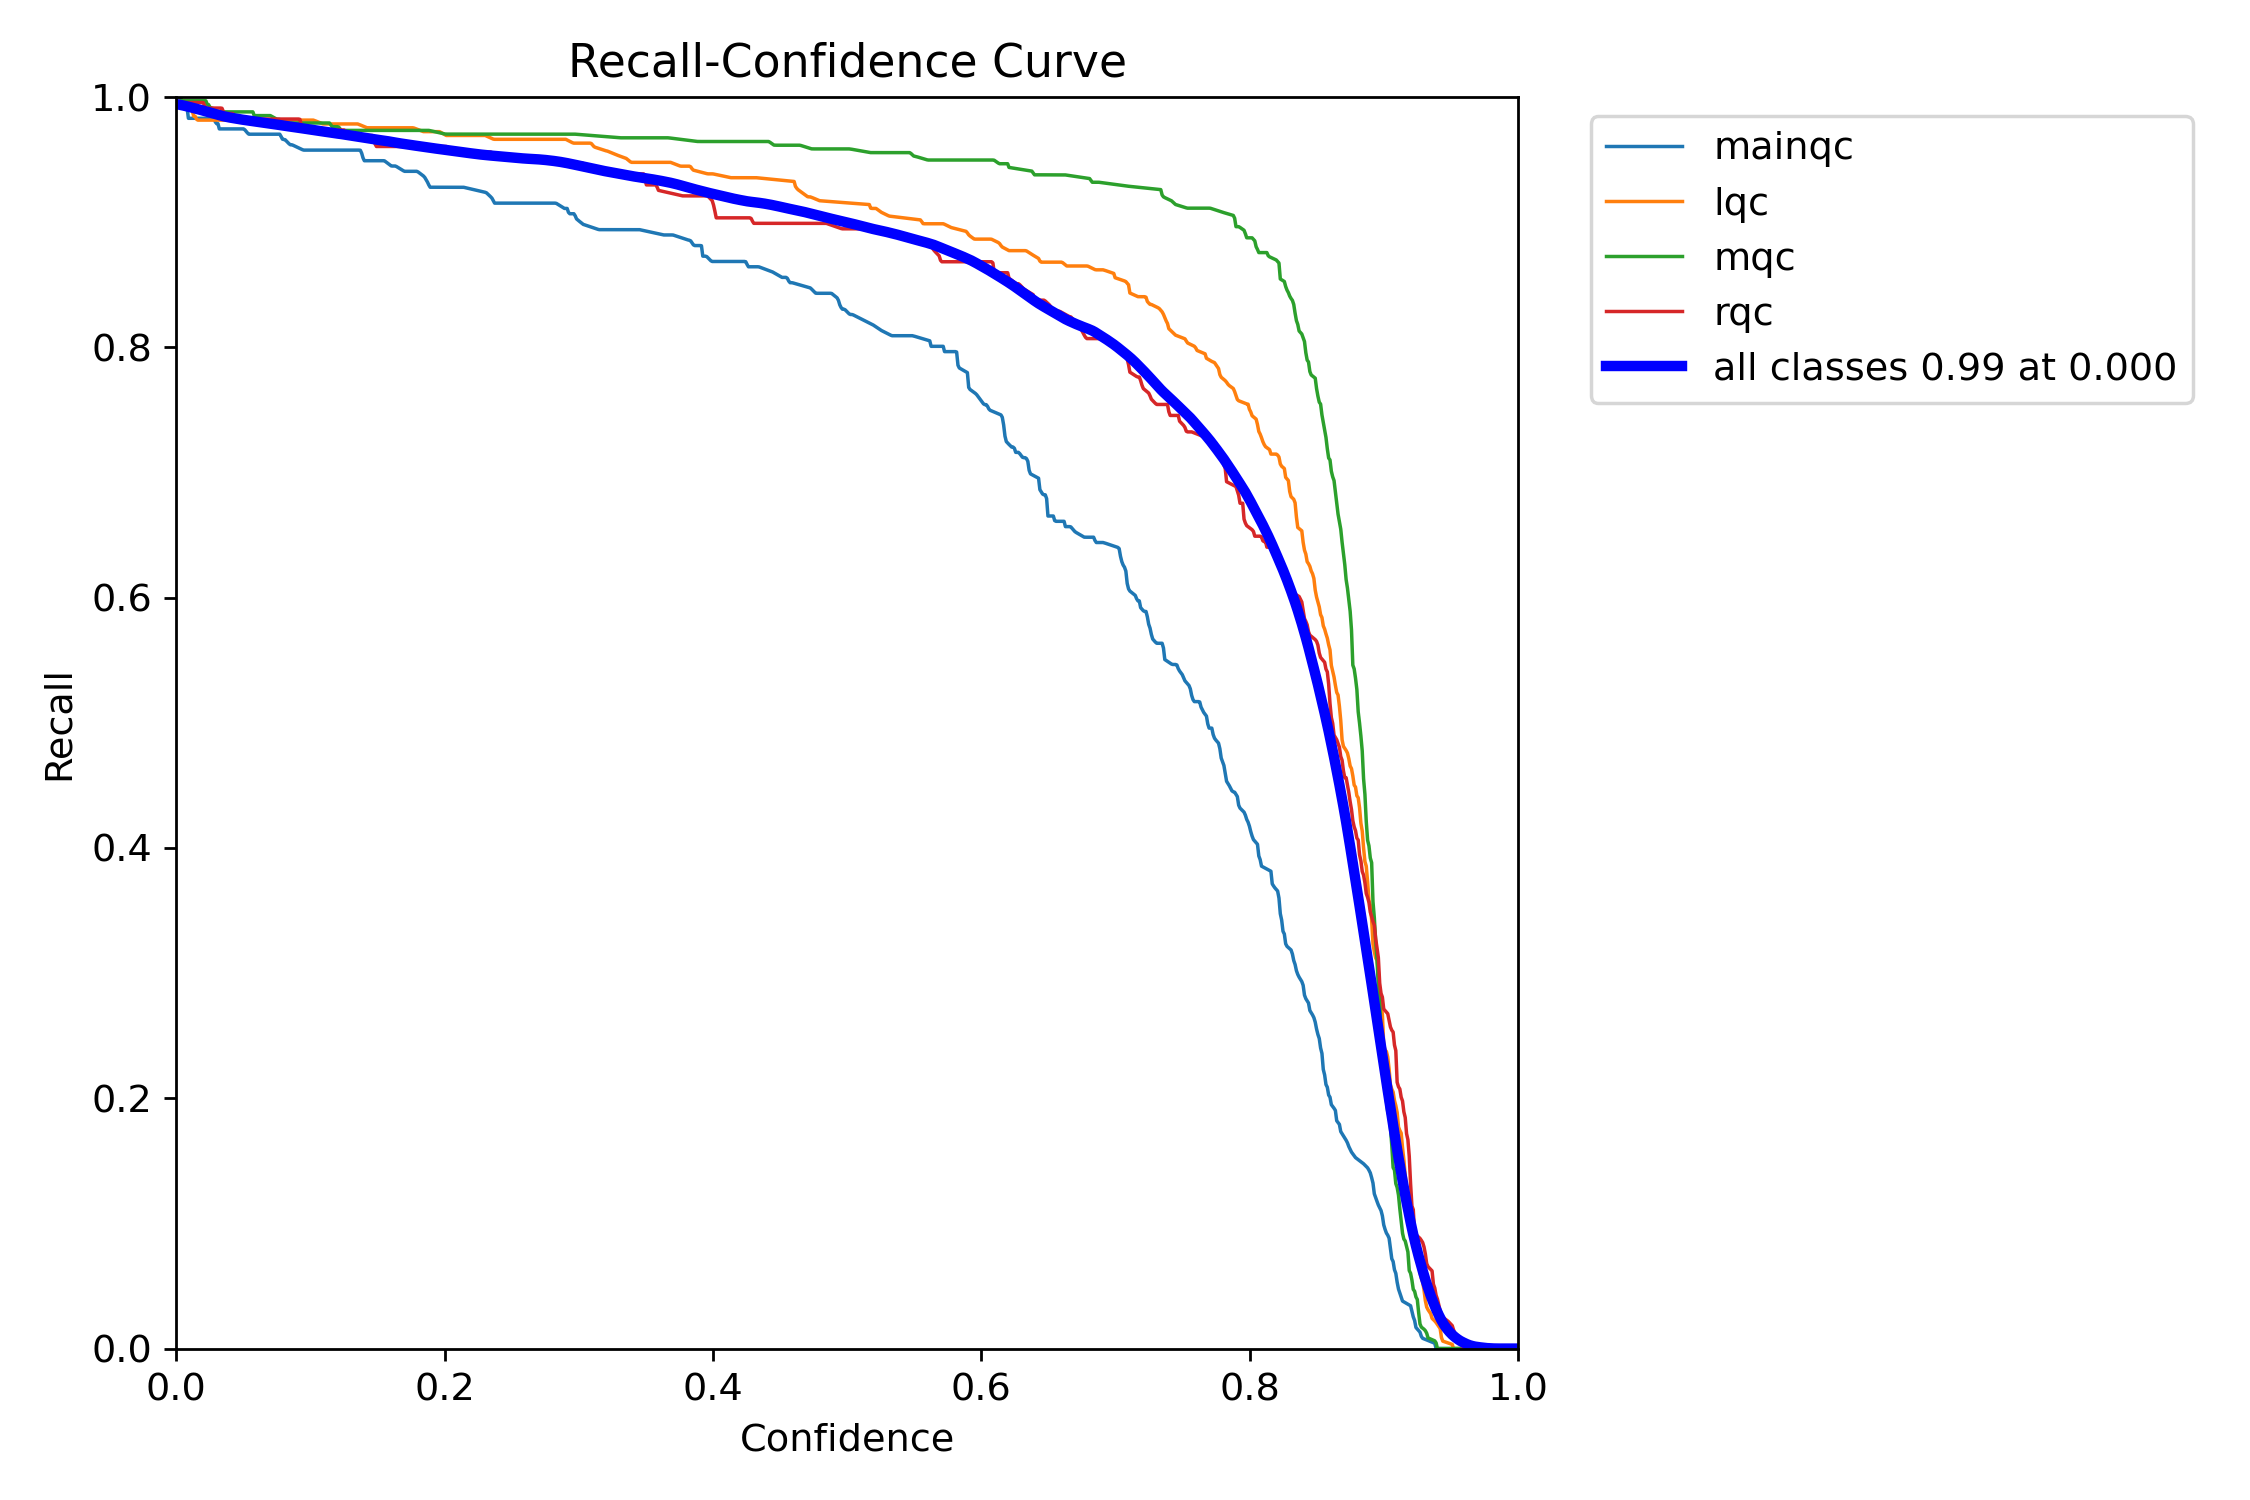 Recall-Confidence Curve
1.0
0.8
0.6
0.4
0.2
0.0
Recall
0.0 0.2 0.4 0.6 0.8 1.0
Confidence
mainqc
lqc
mqc
rqc
all classes 0.99 at 0.000